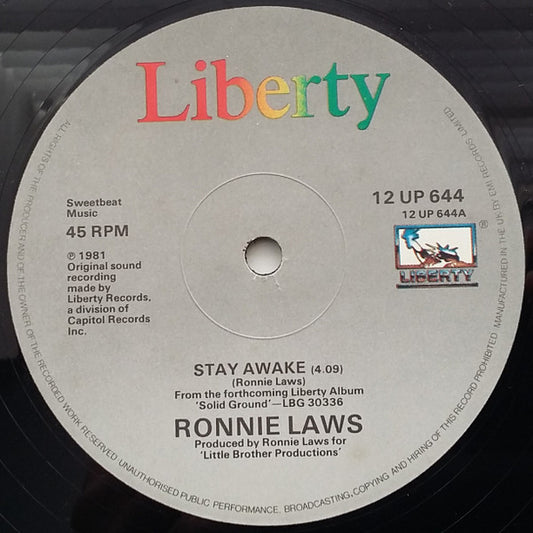 Liberty
Sweetbeat
Music
45 RPM
℗ 1981
Original sound
recording
made by
Liberty Records,
a division of
Capitol Records
Inc.
12 UP 644
12 UP 644A
®
LIBERTY
STAY AWAKE (4.09)
(Ronnie Laws)
From the forthcoming Liberty Album
'Solid Ground'—LBG 30336
RONNIE LAWS
Produced by Ronnie Laws for
'Little Brother Productions'
ALL RIGHTS OF THE PRODUCER AND OF THE OWNER OF THE RECORDED WORK RESERVED. UNAUTHORISED PUBLIC PERFORMANCE, BROADCASTING, COPYING AND HIRING OF THIS RECORD PROHIBITED. MANUFACTURED IN THE UK BY EMI RECORDS LIMITED